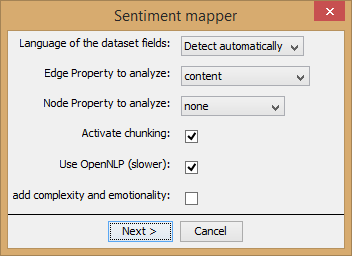 Sentiment mapper
Language of the dataset fields: Detect automatically
Edge Property to analyze: content
Node Property to analyze: none
Activate chunking:
Use OpenNLP (slower):
add complexity and emotionality:
Next > Cancel